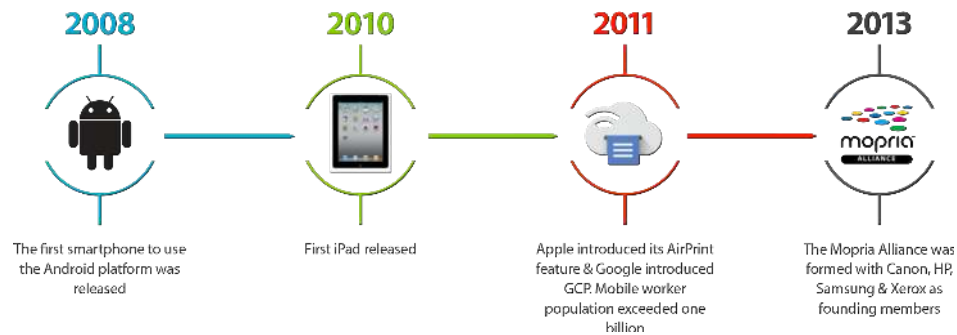 2008
2010
2011
2013
mopria
ALLIANCE
The first smartphone to use
the Android platform was
released
First iPad released
Apple introduced its AirPrint
feature & Google introduced
GCP. Mobile worker
population exceeded one
billion
The Mopria Alliance was
formed with Canon, HP,
Samsung & Xerox as
founding members